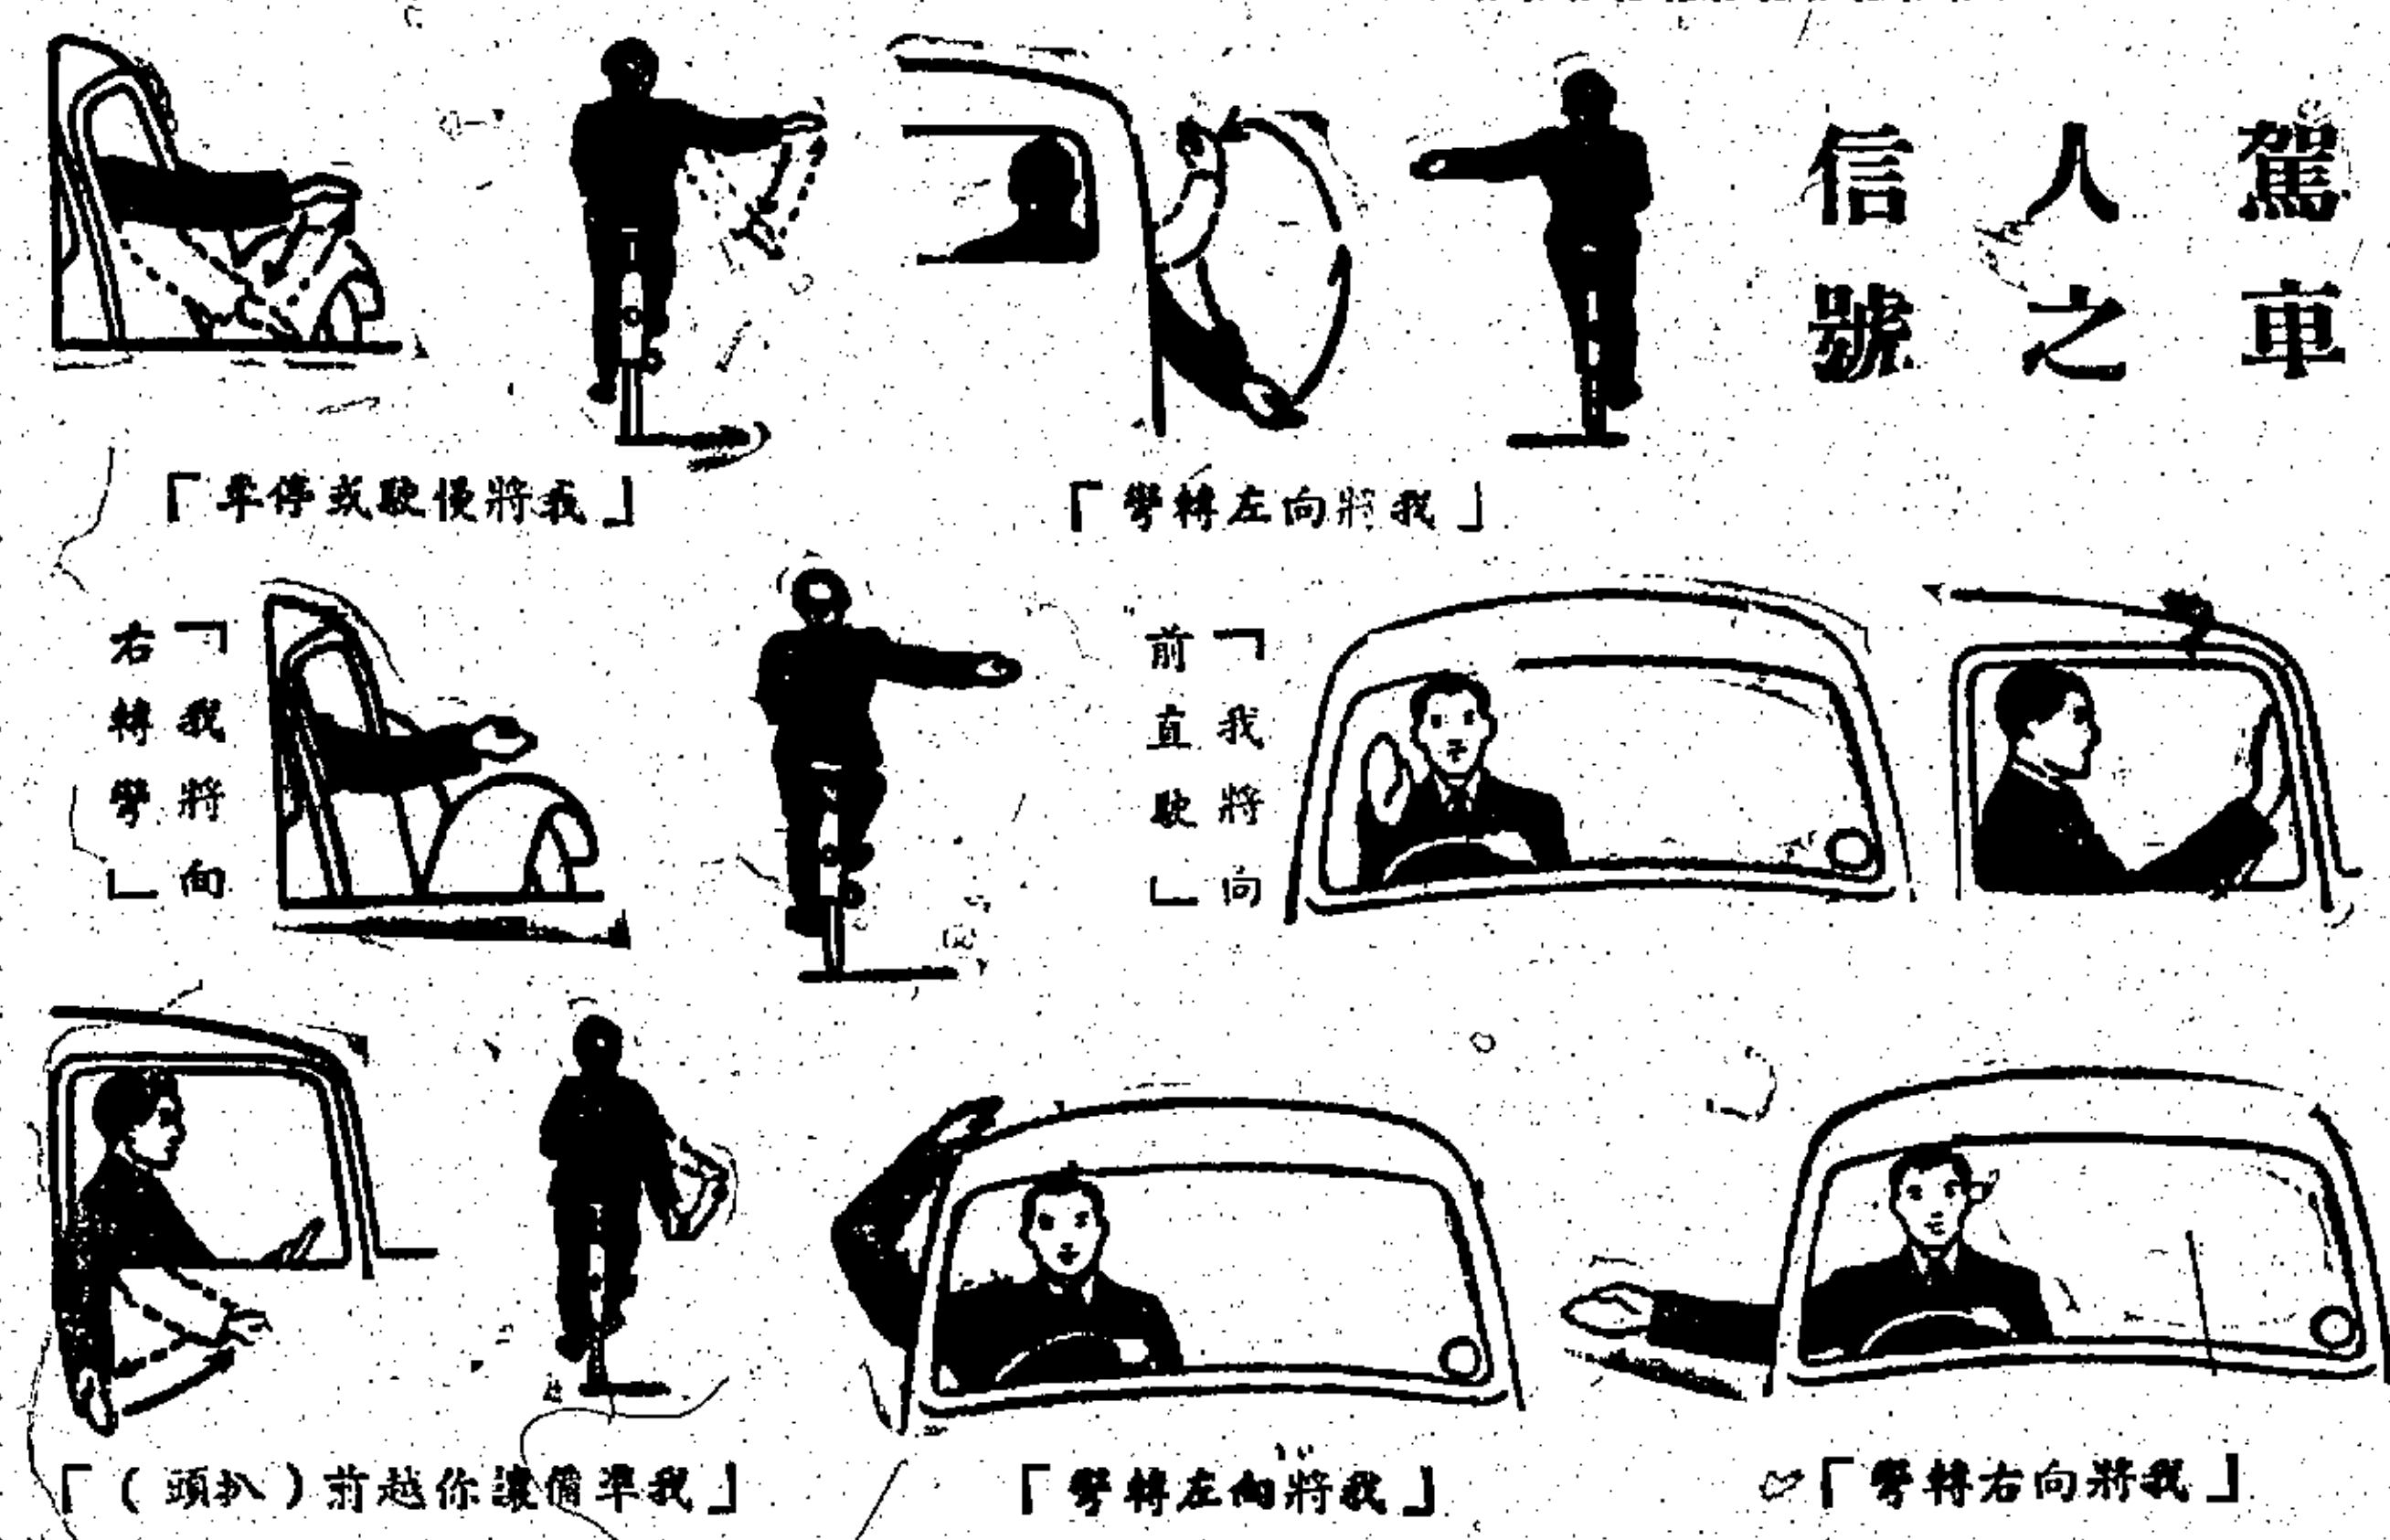 駕車
人之
信號
「我將向左轉彎」
「我將慢駛或停車」
「我將向
前直駛」
「我將向
右轉彎」
「我將向右轉彎」
「我將向左轉彎」
「我準備讓你越前(扒頭)」